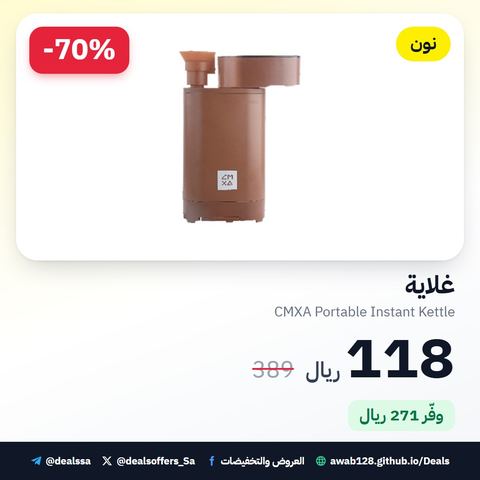 -70%
نون
CM
XA
غلاية
CMXA Portable Instant Kettle
118 ريال 389
وفّر 271 ريال
@dealssa @dealsoffers_Sa العروض والتخفيضات awab128.github.io/Deals